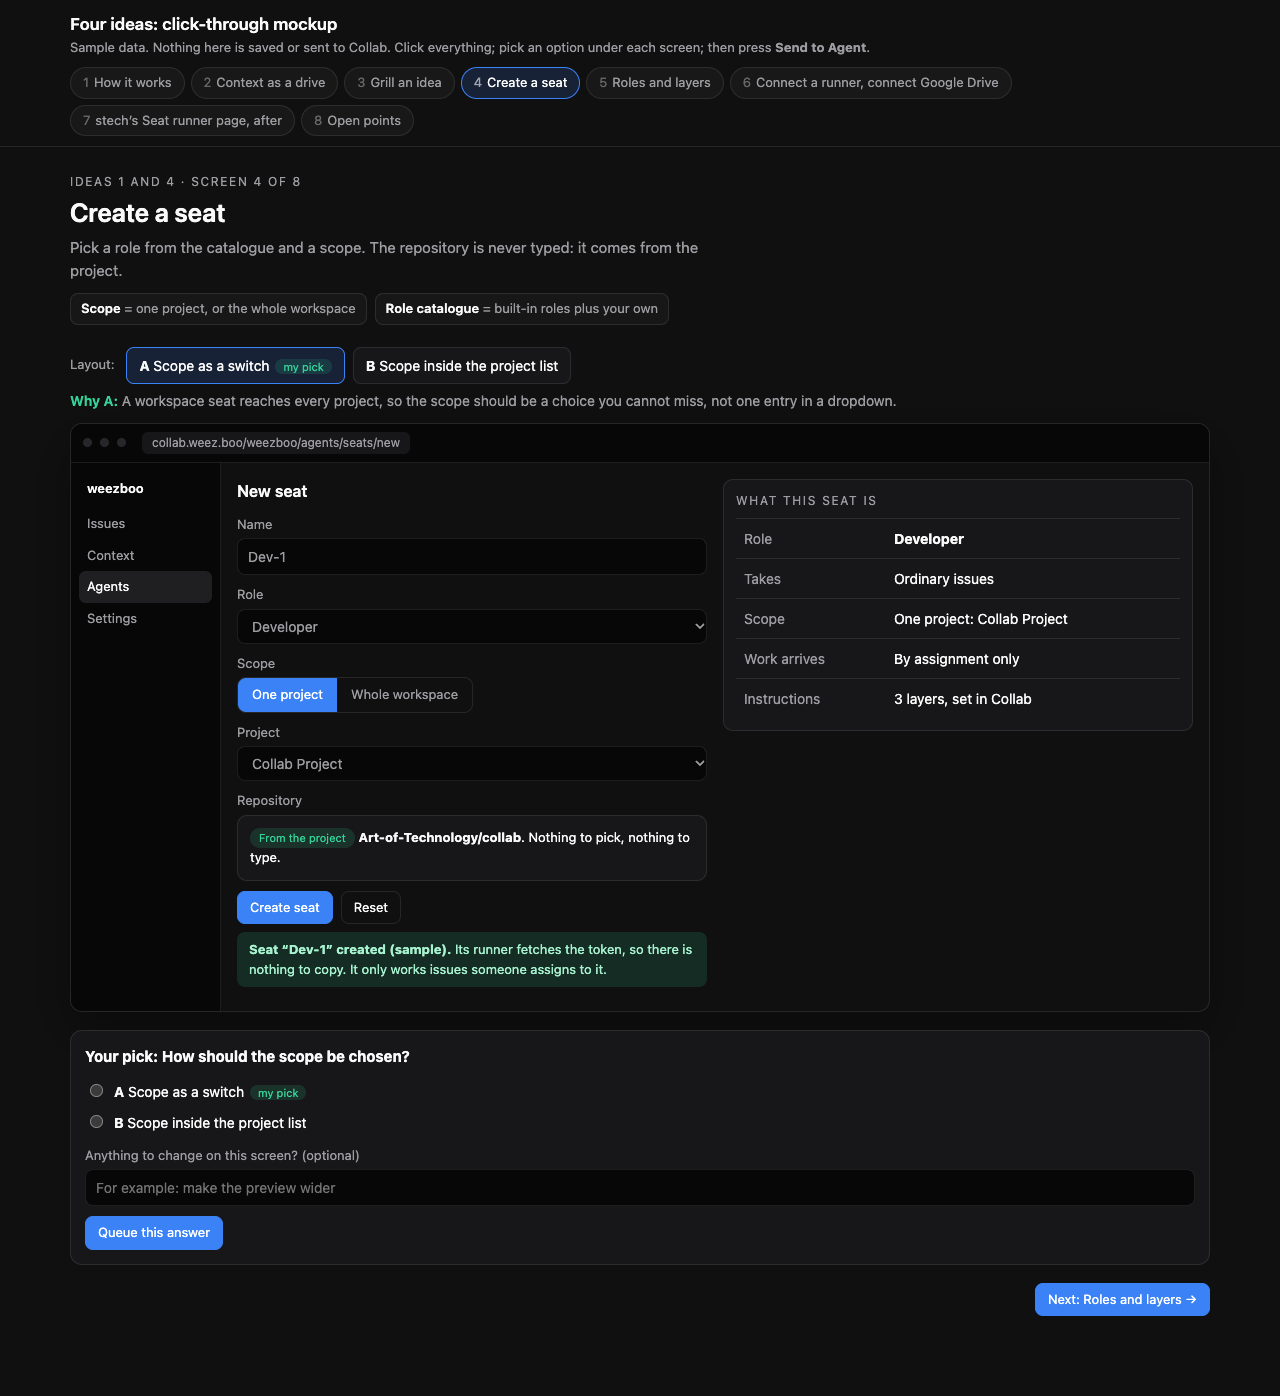 Four ideas: click-through mockup
Sample data. Nothing here is saved or sent to Collab. Click everything; pick an option under each screen; then press Send to Agent.
1 How it works
2 Context as a drive
3 Grill an idea
4 Create a seat
5 Roles and layers
6 Connect a runner, connect Google Drive
7 stech’s Seat runner page, after
8 Open points
IDEAS 1 AND 4 · SCREEN 4 OF 8
Create a seat
Pick a role from the catalogue and a scope. The repository is never typed: it comes from the
project.
Scope = one project, or the whole workspace
Role catalogue = built-in roles plus your own
Layout:
A Scope as a switch my pick
B Scope inside the project list
Why A: A workspace seat reaches every project, so the scope should be a choice you cannot miss, not one entry in a dropdown.
collab.weez.boo/weezboo/agents/seats/new
weezboo
Issues
Context
Agents
Settings
New seat
Name
Dev-1
Role
Developer
Scope
One project
Whole workspace
Project
Collab Project
Repository
From the project Art-of-Technology/collab. Nothing to pick, nothing to
type.
Create seat
Reset
Seat “Dev-1” created (sample). Its runner fetches the token, so there is
nothing to copy. It only works issues someone assigns to it.
WHAT THIS SEAT IS
Role Developer
Takes Ordinary issues
Scope One project: Collab Project
Work arrives By assignment only
Instructions 3 layers, set in Collab
Your pick: How should the scope be chosen?
A Scope as a switch my pick
B Scope inside the project list
Anything to change on this screen? (optional)
For example: make the preview wider
Queue this answer
Next: Roles and layers →